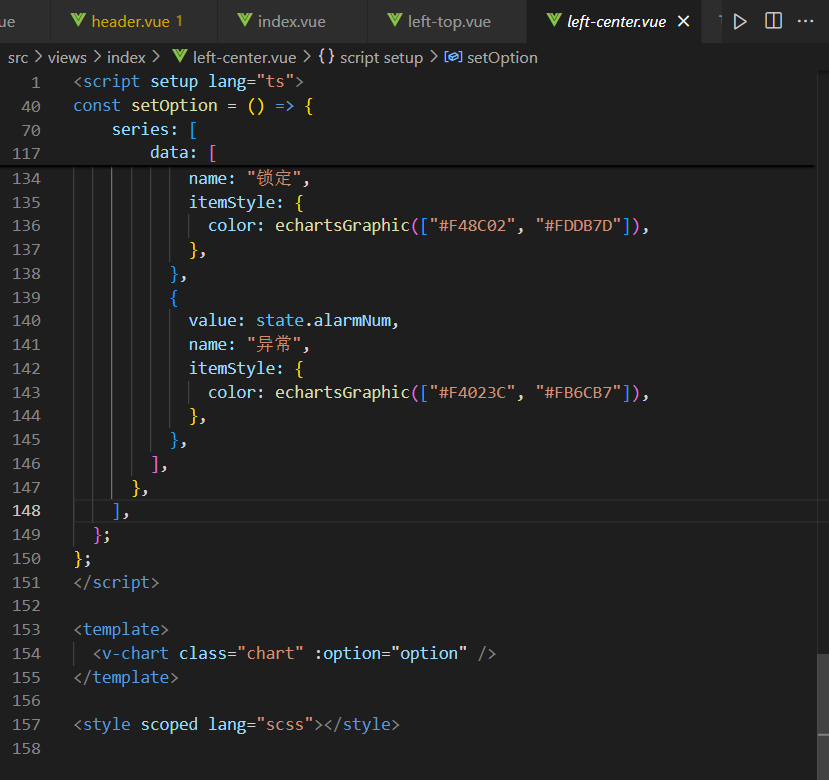 ue header.vue 1 index.vue left-top.vue left-center.vue
src > views > index > left-center.vue > {} script setup > setOption
1 <script setup lang="ts">
40 const setOption = () => {
70 series: [
117 data: [
134 name: "锁定",
135 itemStyle: {
136 color: echartsGraphic(["#F48C02", "#FDDB7D"]),
137 },
138 },
139 {
140 value: state.alarmNum,
141 name: "异常",
142 itemStyle: {
143 color: echartsGraphic(["#F4023C", "#FB6CB7"]),
144 },
145 },
146 ],
147 },
148 ],
149 };
150 };
151 </script>
152
153 <template>
154 <v-chart class="chart" :option="option" />
155 </template>
156
157 <style scoped lang="scss"></style>
158